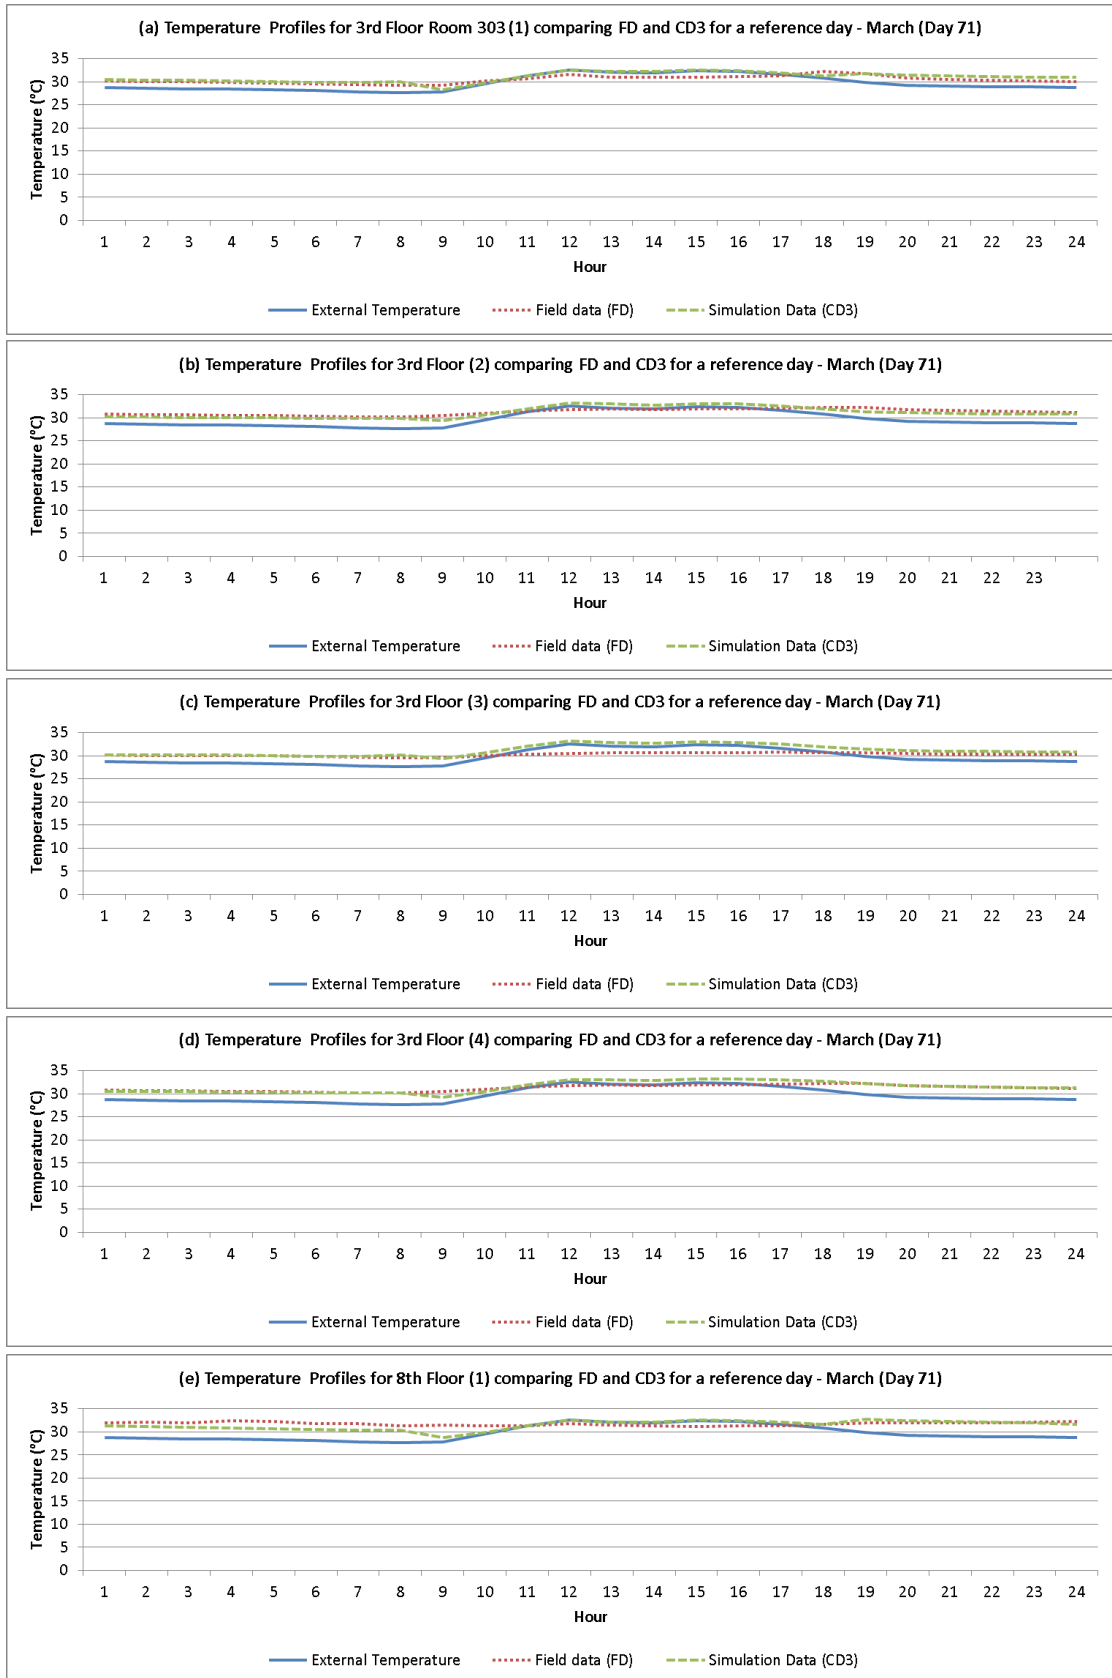 (a) Temperature Profiles for 3rd Floor Room 303 (1) comparing FD and CD3 for a reference day - March (Day 71)
35
30
25
20
15
10
5
0
Temperature (°C)
1 2 3 4 5 6 7 8 9 10 11 12 13 14 15 16 17 18 19 20 21 22 23 24
Hour
External Temperature Field data (FD) Simulation Data (CD3)
(b) Temperature Profiles for 3rd Floor (2) comparing FD and CD3 for a reference day - March (Day 71)
35
30
25
20
15
10
5
0
Temperature (°C)
1 2 3 4 5 6 7 8 9 10 11 12 13 14 15 16 17 18 19 20 21 22 23 24
Hour
External Temperature Field data (FD) Simulation Data (CD3)
(c) Temperature Profiles for 3rd Floor (3) comparing FD and CD3 for a reference day - March (Day 71)
35
30
25
20
15
10
5
0
Temperature (°C)
1 2 3 4 5 6 7 8 9 10 11 12 13 14 15 16 17 18 19 20 21 22 23 24
Hour
External Temperature Field data (FD) Simulation Data (CD3)
(d) Temperature Profiles for 3rd Floor (4) comparing FD and CD3 for a reference day - March (Day 71)
35
30
25
20
15
10
5
0
Temperature (°C)
1 2 3 4 5 6 7 8 9 10 11 12 13 14 15 16 17 18 19 20 21 22 23 24
Hour
External Temperature Field data (FD) Simulation Data (CD3)
(e) Temperature Profiles for 8th Floor (1) comparing FD and CD3 for a reference day - March (Day 71)
35
30
25
20
15
10
5
0
Temperature (°C)
1 2 3 4 5 6 7 8 9 10 11 12 13 14 15 16 17 18 19 20 21 22 23 24
Hour
External Temperature Field data (FD) Simulation Data (CD3)